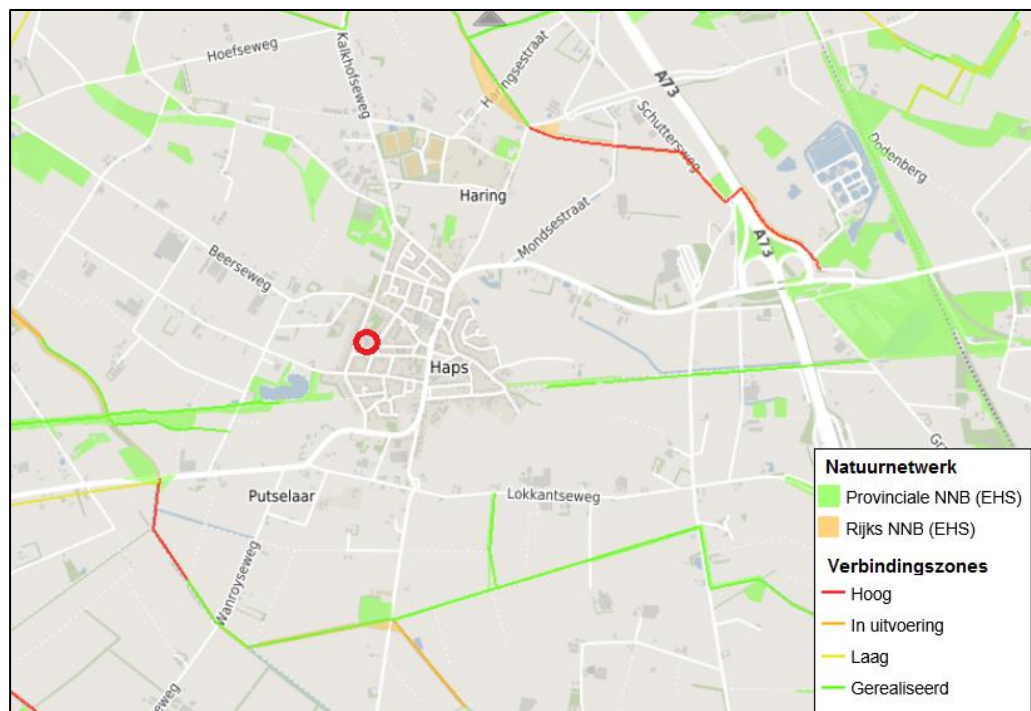 Hoefseweg
Kalkhofseweg
Haringsestraat
A73
Schuttersweg
Dodenberg
Haring
Mondsestraat
A73
Beerseweg
Haps
Putselaar
Lokkantseweg
Wanroyseweg
Natuurnetwerk
Provinciale NNB (EHS)
Rijks NNB (EHS)
Verbindingszones
Hoog
In uitvoering
Laag
Gerealiseerd